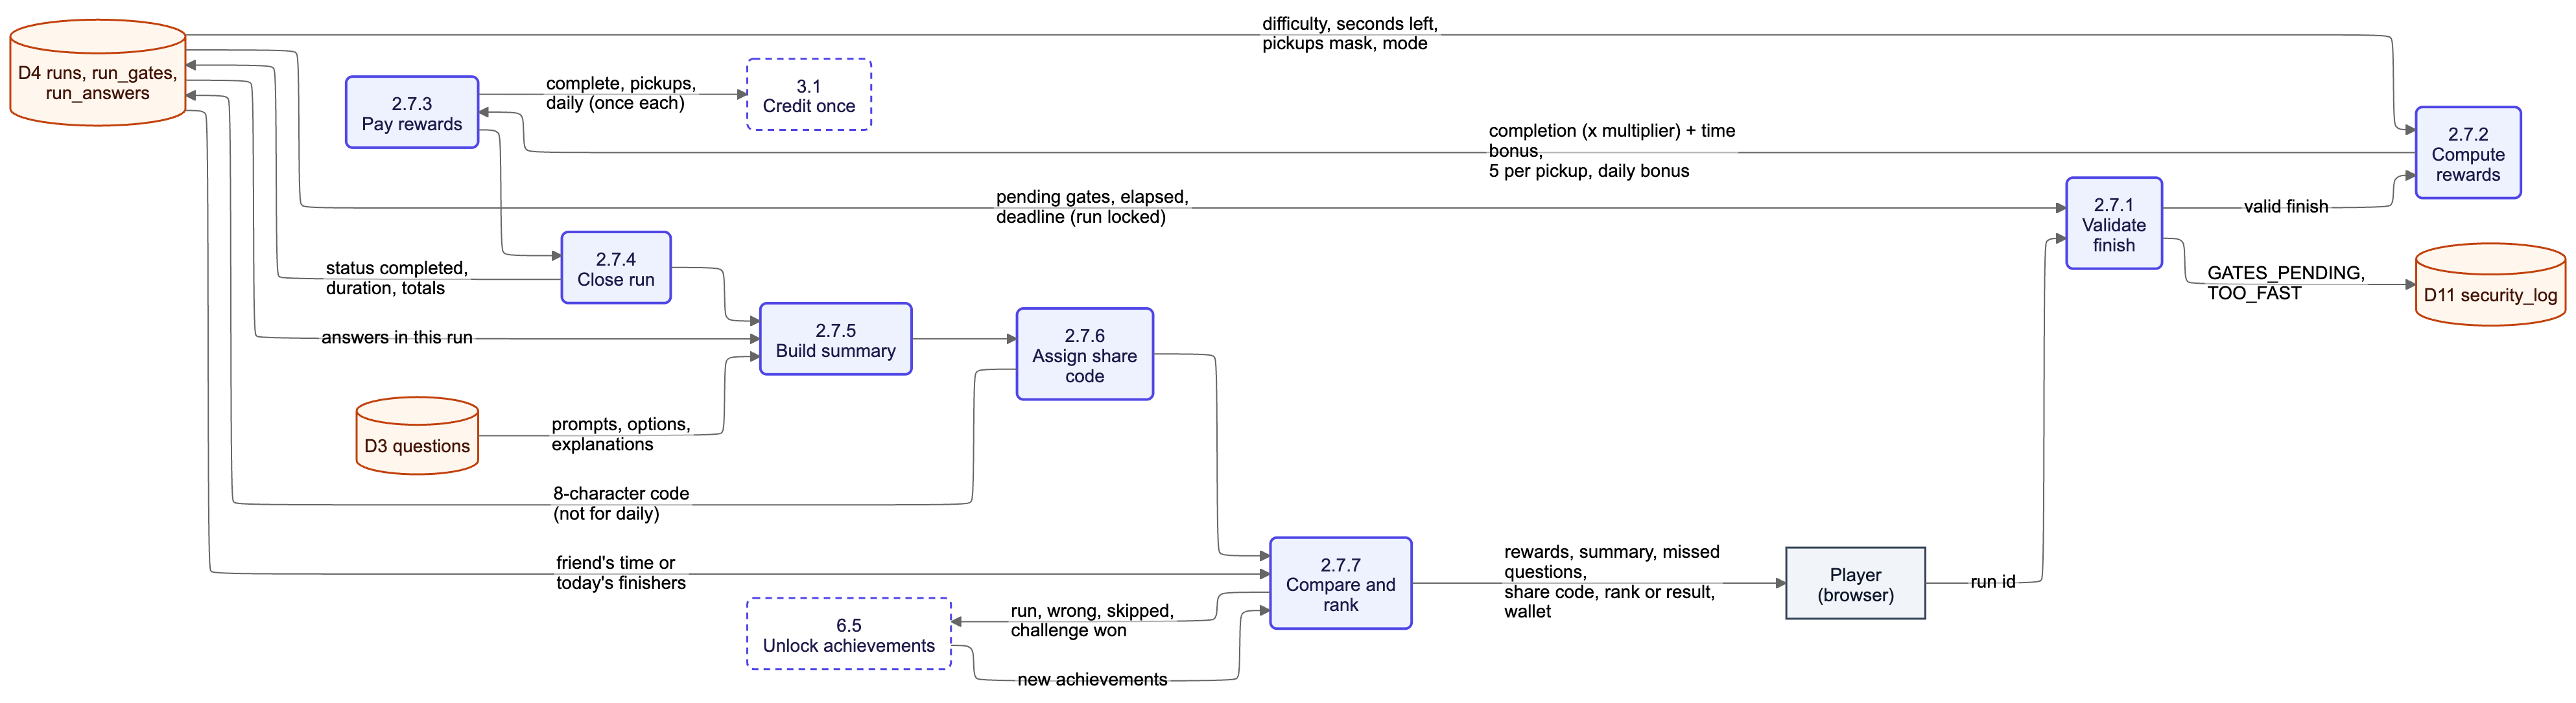 difficulty, seconds left,
pickups mask, mode
D4 runs, run_gates,
run_answers
2.7.3
Pay rewards
complete, pickups,
daily (once each)
3.1
Credit once
completion (x multiplier) + time
bonus,
5 per pickup, daily bonus
2.7.2
Compute
rewards
pending gates, elapsed,
deadline (run locked)
2.7.1
Validate
finish
valid finish
GATES_PENDING,
TOO_FAST
D11 security_log
2.7.4
Close run
status completed,
duration, totals
answers in this run
2.7.5
Build summary
2.7.6
Assign share
code
D3 questions
prompts, options,
explanations
8-character code
(not for daily)
friend's time or
today's finishers
2.7.7
Compare and
rank
rewards, summary, missed
questions,
share code, rank or result,
wallet
Player
(browser)
run id
6.5
Unlock achievements
run, wrong, skipped,
challenge won
new achievements